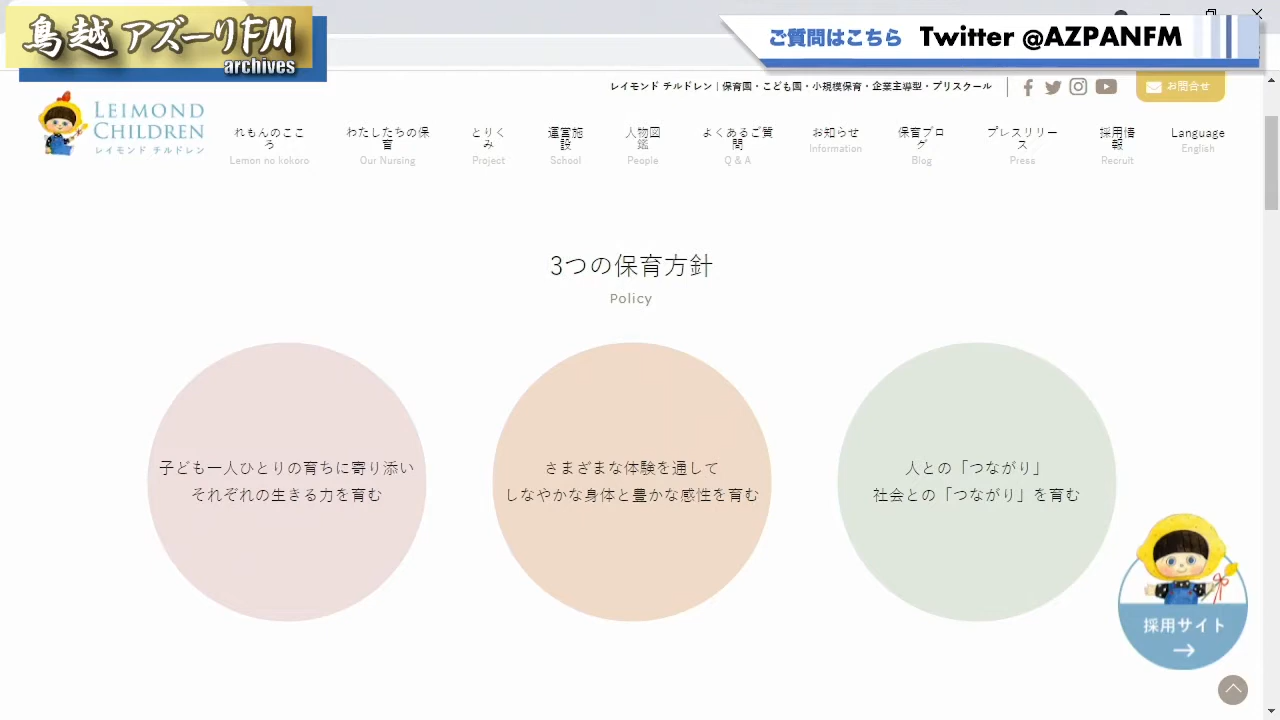 鳥越 アズーリFM
archives
ご質問はこちら Twitter @AZPANFM
レイモンド チルドレン | 保育園・こども園・小規模保育・企業主導型・プリスクール
お問合せ
LEIMOND
CHILDREN
レイモンド チルドレン
れもんのここ
ろ
Lemon no kokoro
わたしたちの保
育
Our Nursing
とりく
み
Project
運営施
設
School
人物図
鑑
People
よくあるご質
問
Q & A
お知らせ
Information
保育ブロ
グ
Blog
プレスリリー
ス
Press
採用情
報
Recruit
Language
English
3つの保育方針
Policy
子ども一人ひとりの育ちに寄り添い
それぞれの生きる力を育む
さまざまな体験を通して
しなやかな身体と豊かな感性を育む
人との「つながり」
社会との「つながり」を育む
採用サイト